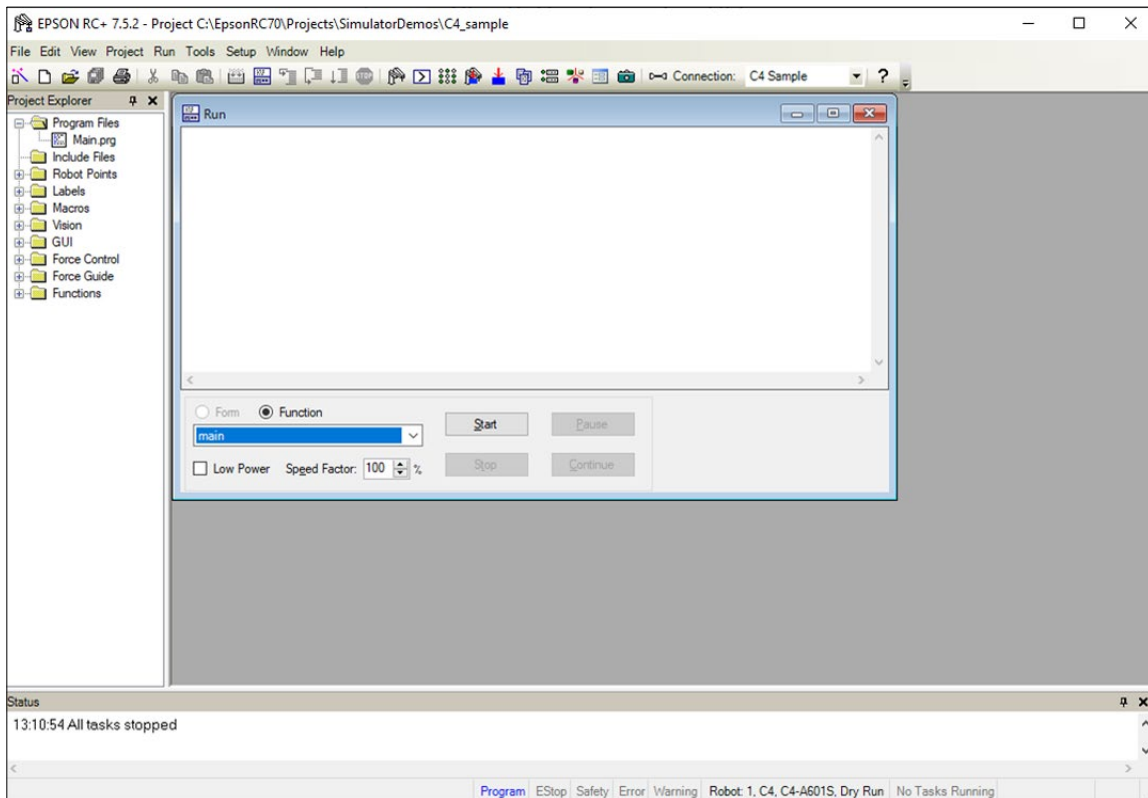 EPSON RC+ 7.5.2 - Project C:\EpsonRC70\Projects\SimulatorDemos\C4_sample
File Edit View Project Run Tools Setup Window Help
Connection: C4 Sample
Project Explorer
Program Files
Main.prg
Include Files
Robot Points
Labels
Macros
Vision
GUI
Force Control
Force Guide
Functions
Run
Form Function
main
Start Pause
Low Power Speed Factor: 100 %
Stop Continue
Status
13:10:54 All tasks stopped
Program EStop Safety Error Warning Robot: 1, C4, C4-A601S, Dry Run No Tasks Running